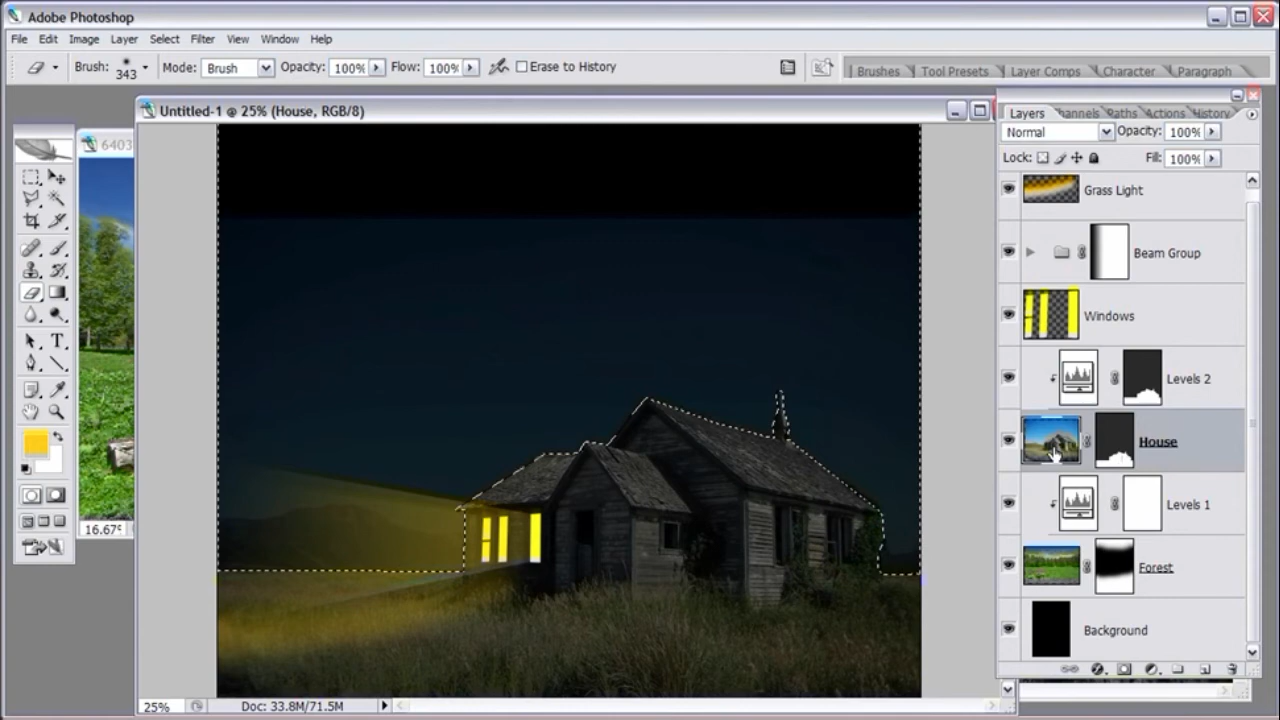 Adobe Photoshop
File Edit Image Layer Select Filter View Window Help
Brush: 343 Mode: Brush Opacity: 100% Flow: 100% Erase to History
Brushes Tool Presets Layer Comps Character Paragraph
Untitled-1 @ 25% (House, RGB/8)
6403
Layers Channels Paths Actions History
Normal Opacity: 100%
Lock: Fill: 100%
Grass Light
Beam Group
Windows
Levels 2
House
Levels 1
Forest
Background
16.67%
25% Doc: 33.8M/71.5M